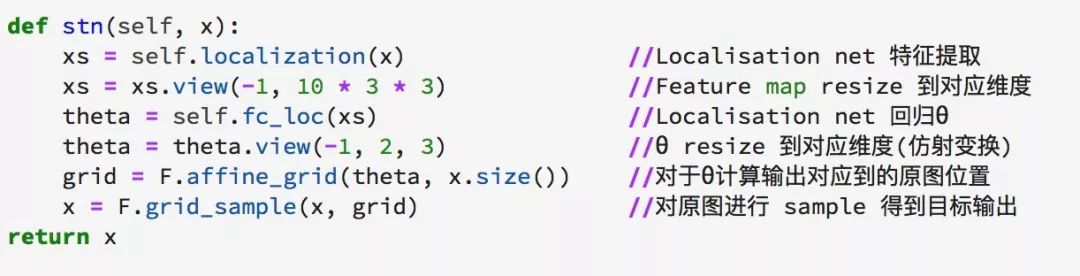 def stn(self, x):
    xs = self.localization(x) //Localisation net 特征提取
    xs = xs.view(-1, 10 * 3 * 3) //Feature map resize 到对应维度
    theta = self.fc_loc(xs) //Localisation net 回归θ
    theta = theta.view(-1, 2, 3) //θ resize 到对应维度(仿射变换)
    grid = F.affine_grid(theta, x.size()) //对于θ计算输出对应到的原图位置
    x = F.grid_sample(x, grid) //对原图进行 sample 得到目标输出
return x